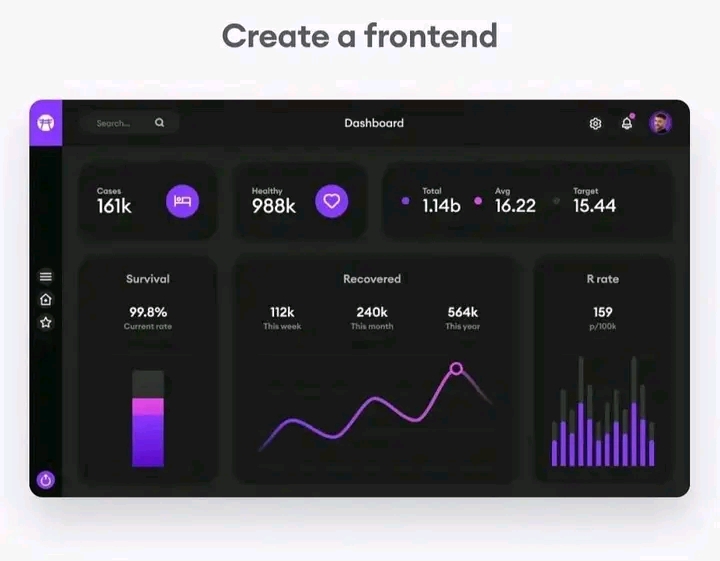 Create a frontend
Search...
Dashboard
Cases
161k
Healthy
988k
Total
1.14b
Avg
16.22
Target
15.44
Survival
99.8%
Current rate
Recovered
112k
This week
240k
This month
564k
This year
R rate
159
p/100k